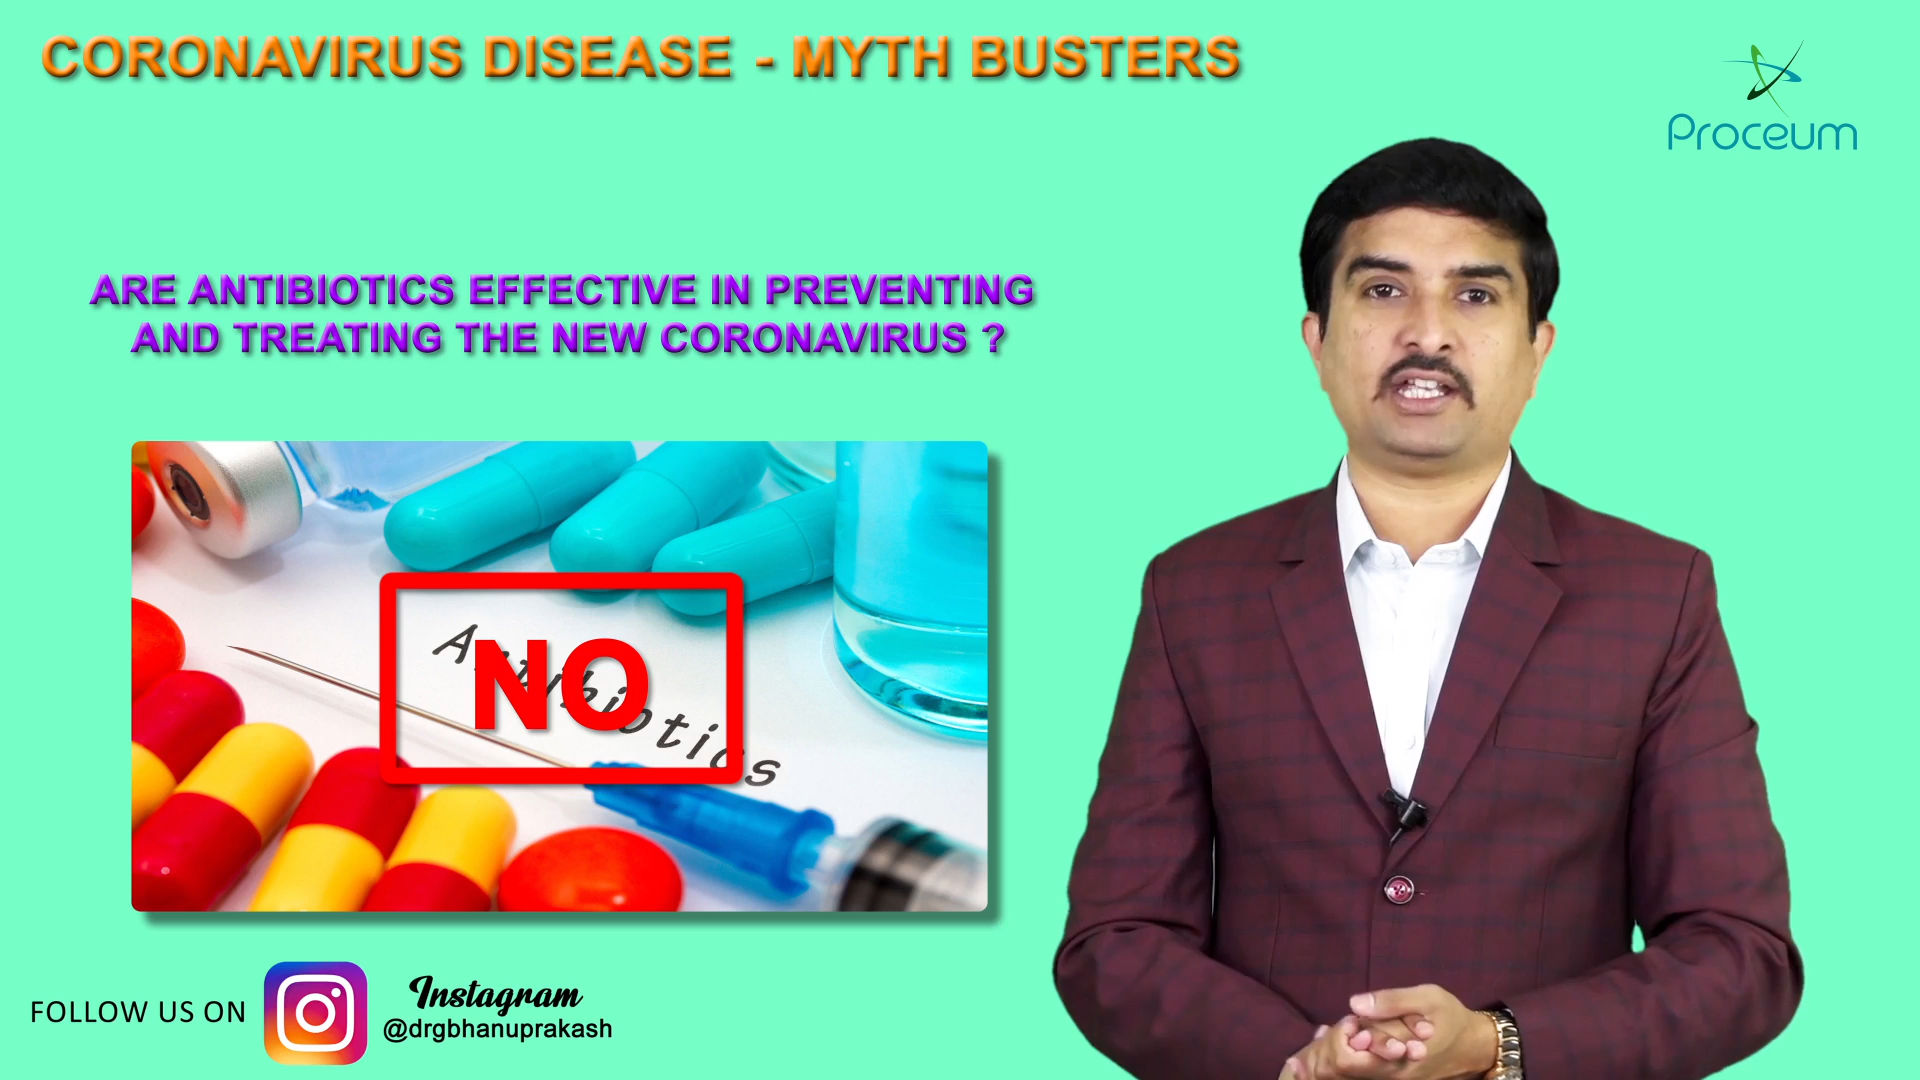 CORONAVIRUS DISEASE - MYTH BUSTERS
Proceum
ARE ANTIBIOTICS EFFECTIVE IN PREVENTING
AND TREATING THE NEW CORONAVIRUS ?
Antibiotics
NO
FOLLOW US ON
Instagram
@drgbhanuprakash